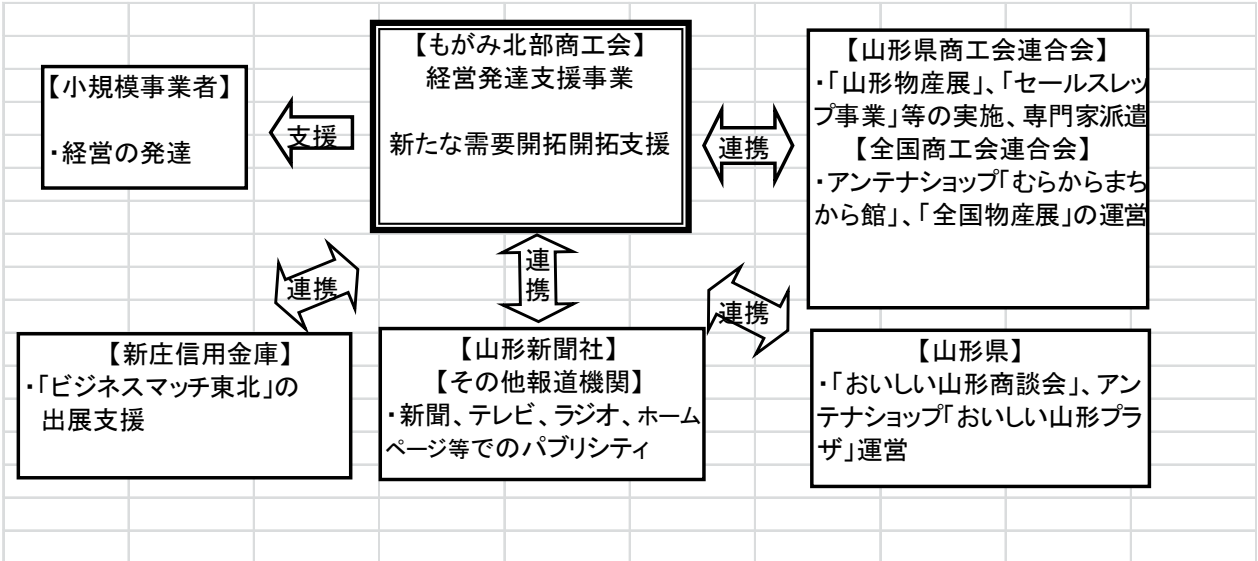 【もがみ北部商工会】
経営発達支援事業
新たな需要開拓開拓支援
【小規模事業者】
・経営の発達
支援
連携
【山形県商工会連合会】
・「山形物産展」、「セールスレッ
プ事業」等の実施、専門家派遣
【全国商工会連合会】
・アンテナショップ「むらからまち
から館」、「全国物産展」の運営
連携
連
携
連携
【新庄信用金庫】
・「ビジネスマッチ東北」の
出展支援
【山形新聞社】
【その他報道機関】
・新聞、テレビ、ラジオ、ホーム
ページ等でのパブリシティ
【山形県】
・「おいしい山形商談会」、アン
テナショップ「おいしい山形プラ
ザ」運営